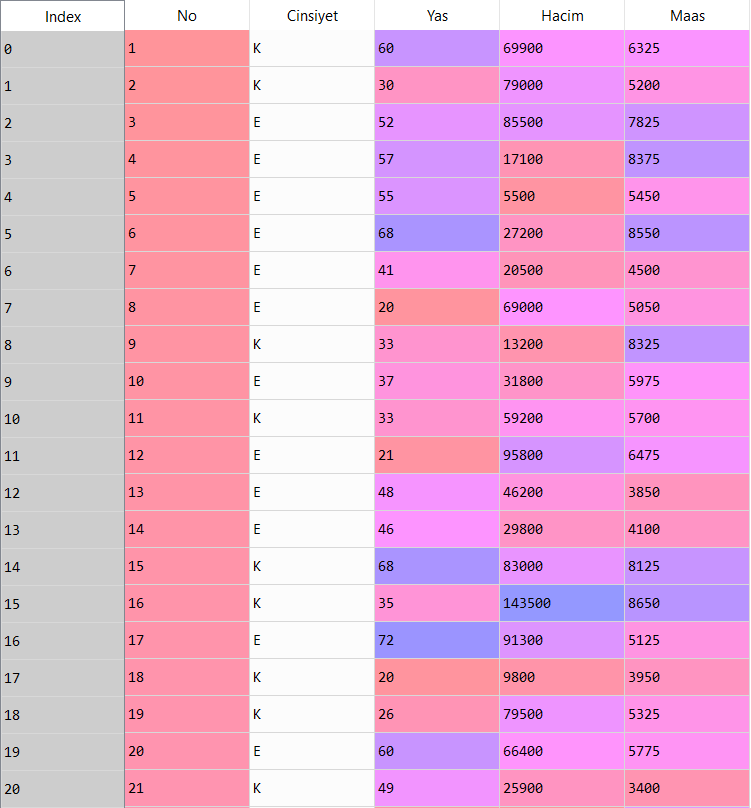 Index No Cinsiyet Yas Hacim Maas
0 1 K 60 69900 6325
1 2 K 30 79000 5200
2 3 E 52 85500 7825
3 4 E 57 17100 8375
4 5 E 55 5500 5450
5 6 E 68 27200 8550
6 7 E 41 20500 4500
7 8 E 20 69000 5050
8 9 K 33 13200 8325
9 10 E 37 31800 5975
10 11 K 33 59200 5700
11 12 E 21 95800 6475
12 13 E 48 46200 3850
13 14 E 46 29800 4100
14 15 K 68 83000 8125
15 16 K 35 143500 8650
16 17 E 72 91300 5125
17 18 K 20 9800 3950
18 19 K 26 79500 5325
19 20 E 60 66400 5775
20 21 K 49 25900 3400